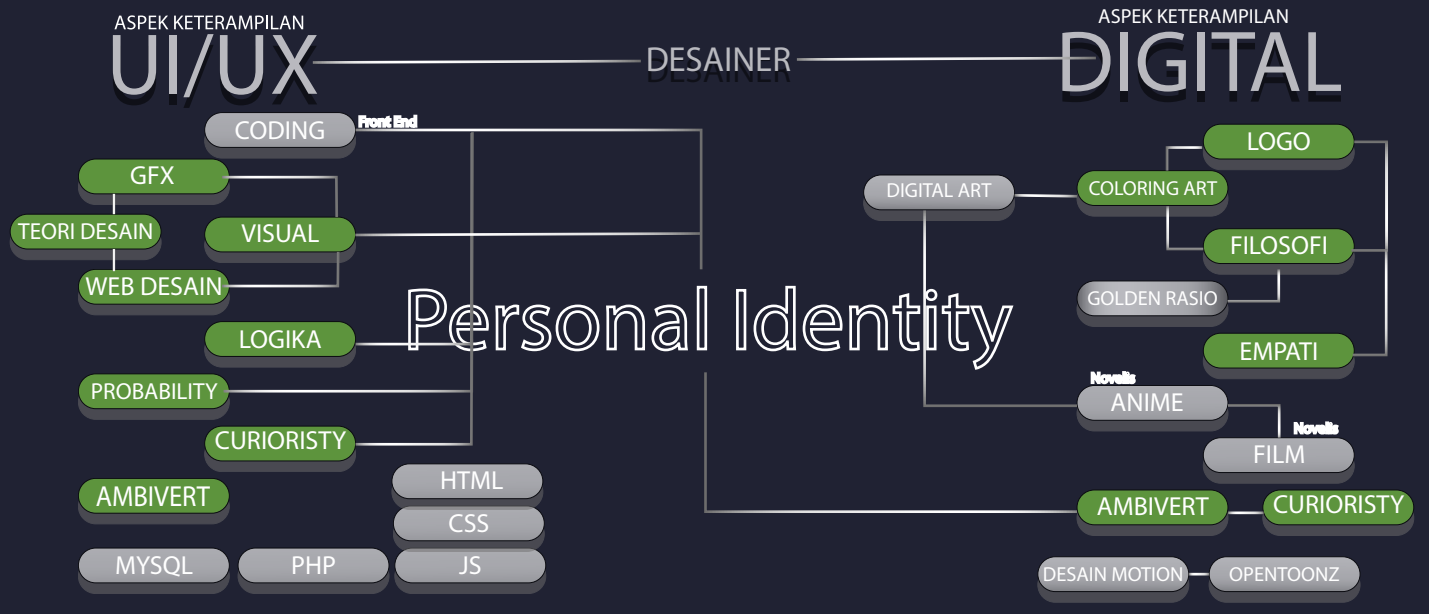 ASPEK KETERAMPILAN
UI/UX
DESAINER
ASPEK KETERAMPILAN
DIGITAL
CODING
Front End
GFX
TEORI DESAIN
VISUAL
WEB DESAIN
LOGIKA
PROBABILITY
CURIORISTY
AMBIVERT
HTML
CSS
MYSQL
PHP
JS
Personal Identity
LOGO
DIGITAL ART
COLORING ART
FILOSOFI
GOLDEN RASIO
EMPATI
Novelis
ANIME
Novelis
FILM
AMBIVERT
CURIORISTY
DESAIN MOTION
OPENTOONZ